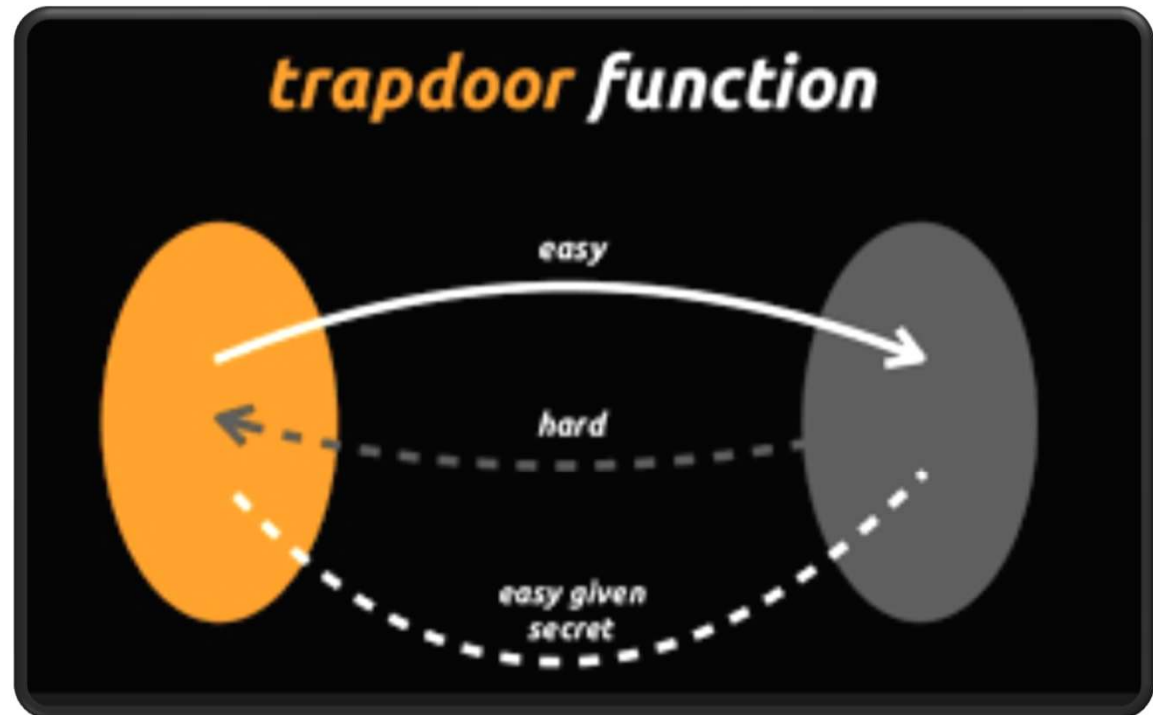 trapdoor function
easy
hard
easy given
secret